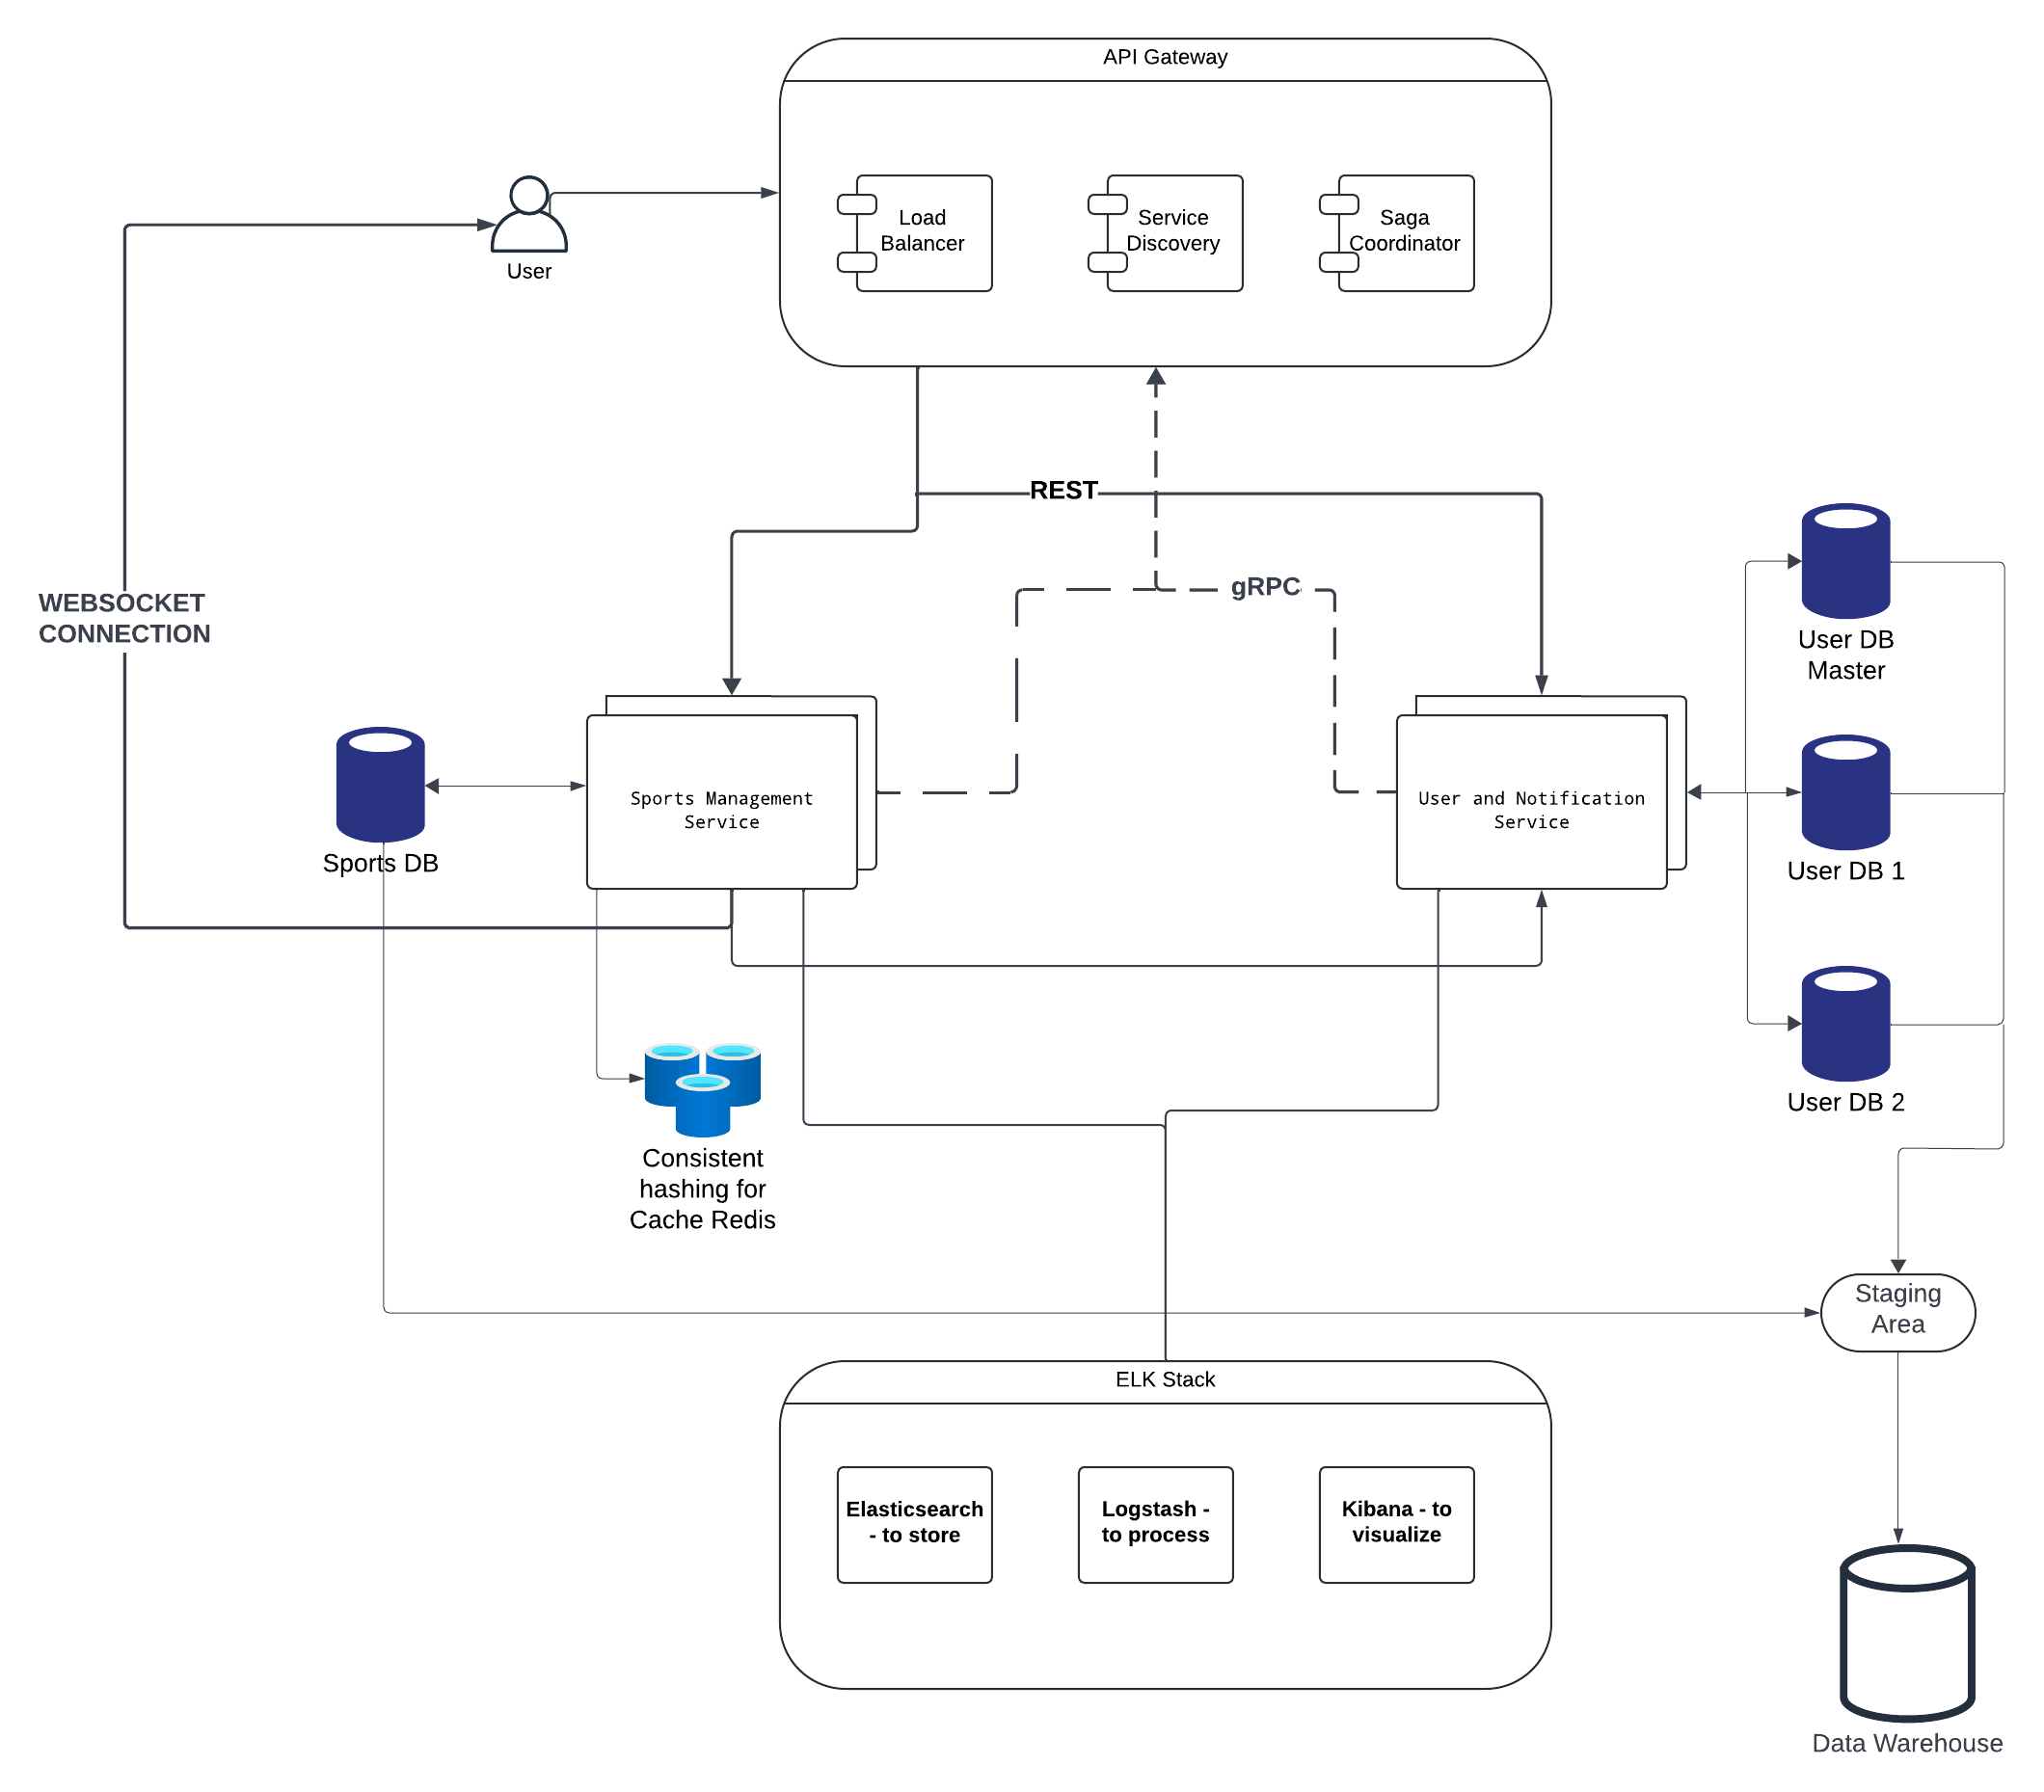 API Gateway
Load
Balancer
Service
Discovery
Saga
Coordinator
User
REST
gRPC
WEBSOCKET
CONNECTION
User DB
Master
Sports Management
Service
User and Notification
Service
Sports DB
User DB 1
User DB 2
Consistent
hashing for
Cache Redis
Staging
Area
ELK Stack
Elasticsearch
- to store
Logstash -
to process
Kibana - to
visualize
Data Warehouse